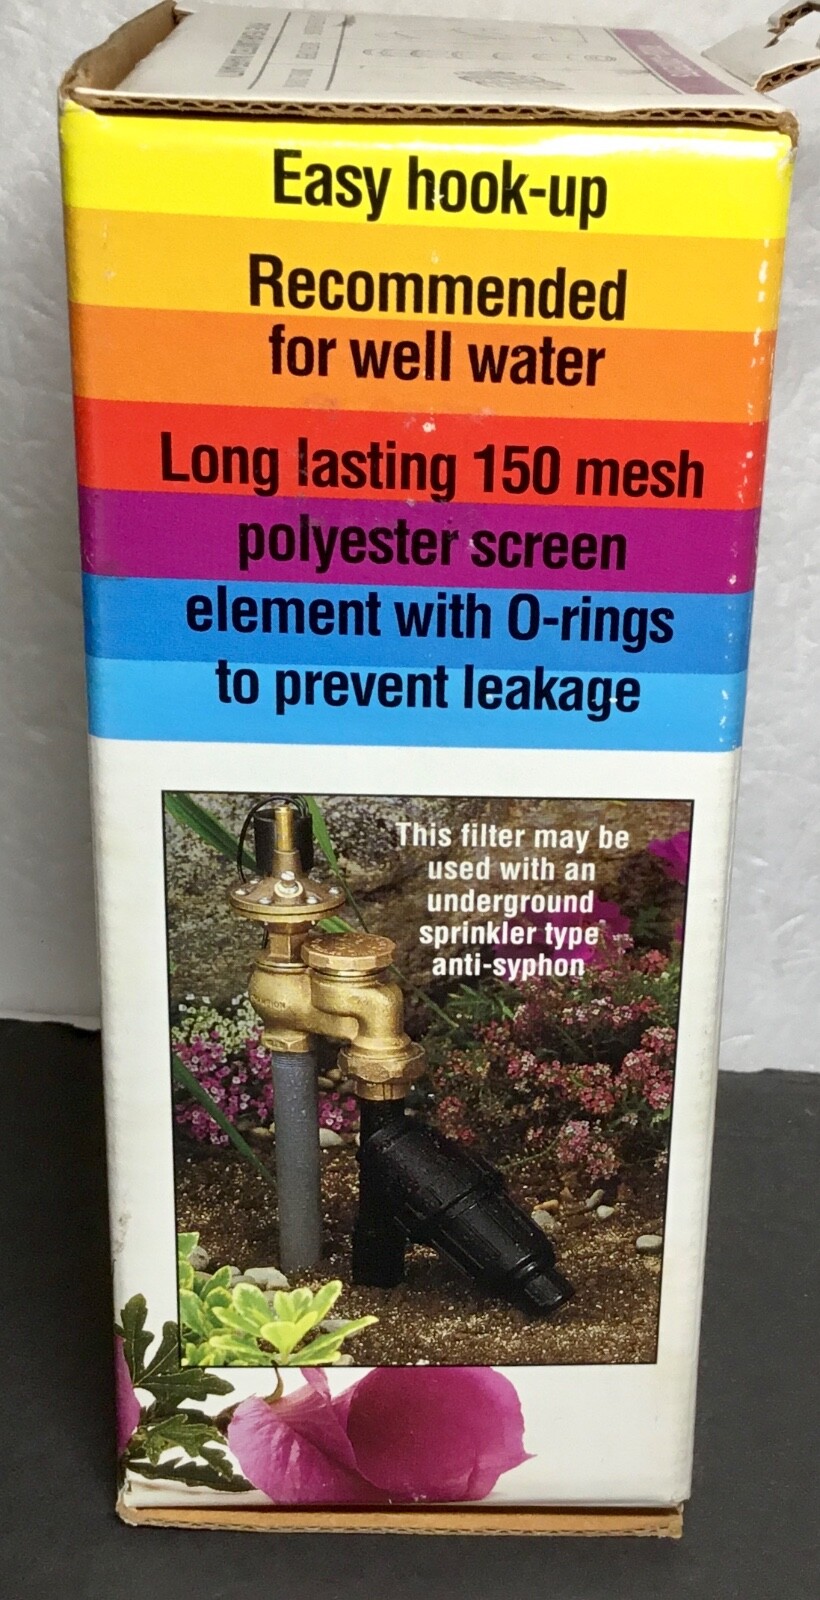 Easy hook-up
Recommended
for well water
Long lasting 150 mesh
polyester screen
element with O-rings
to prevent leakage
This filter may be
used with an
underground
sprinkler type
anti-syphon